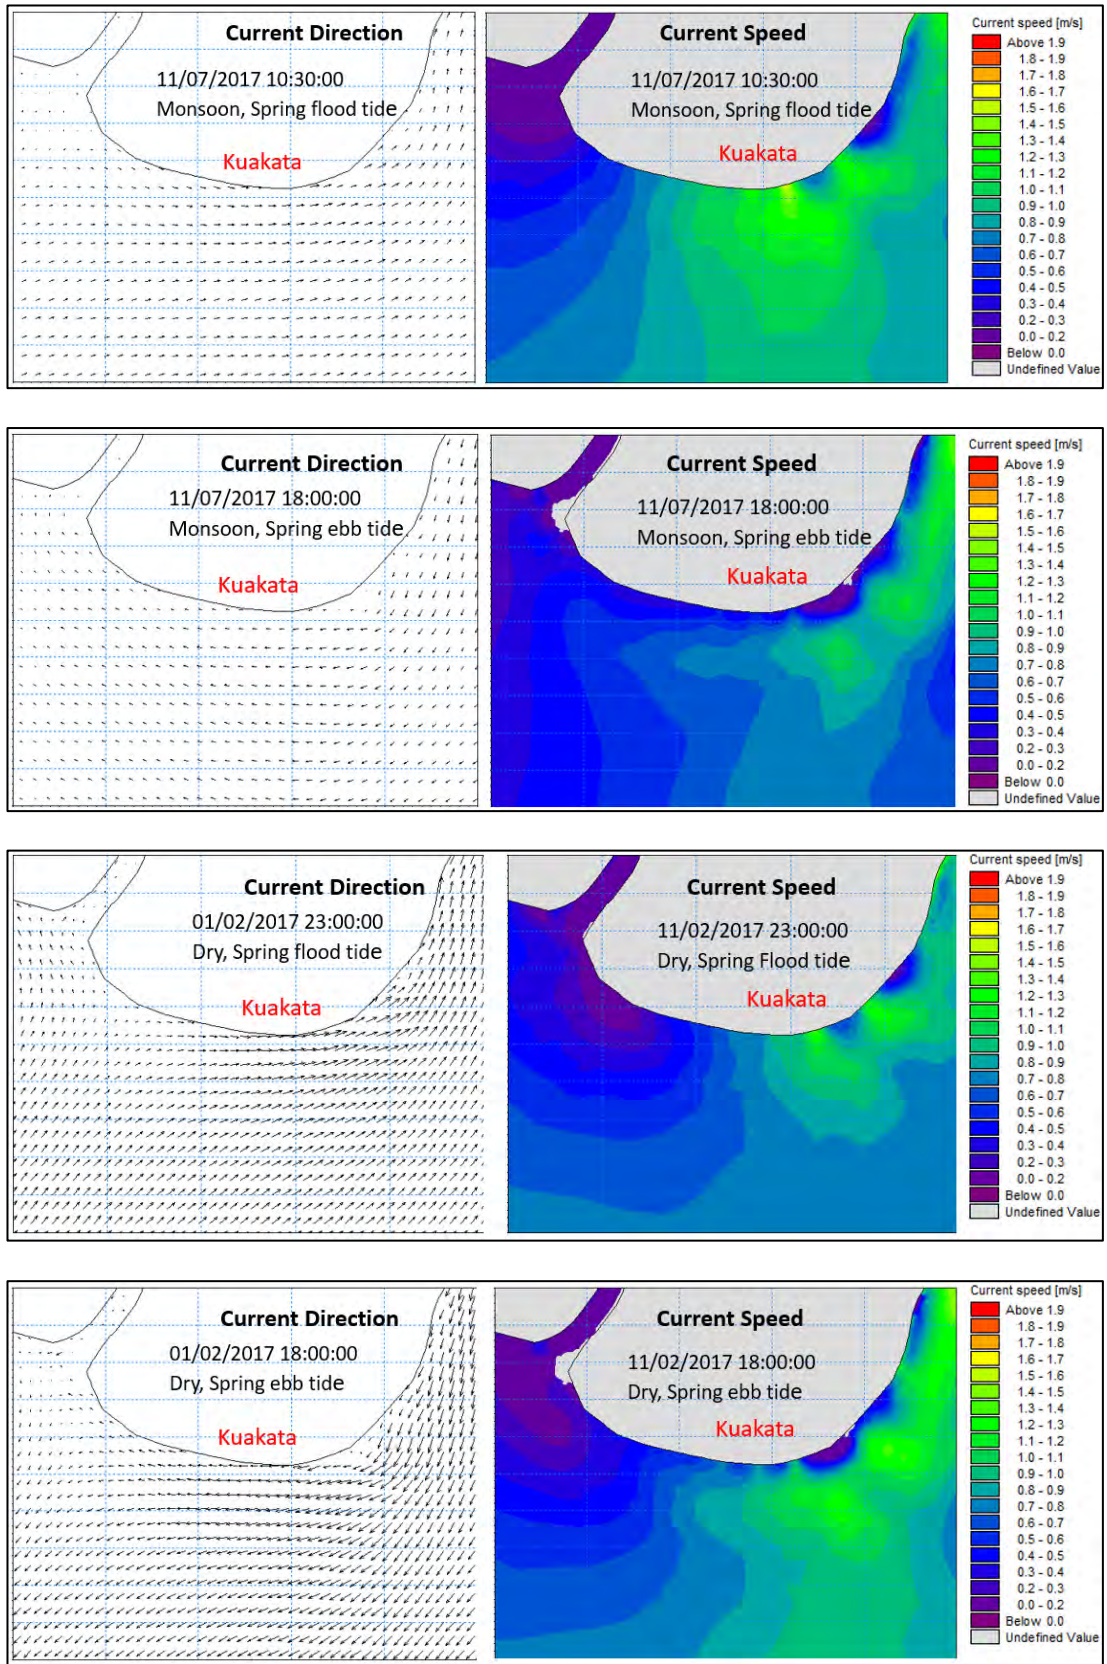 Current Direction
11/07/2017 10:30:00
Monsoon, Spring flood tide
Kuakata
Current Speed
11/07/2017 10:30:00
Monsoon, Spring flood tide
Kuakata
Current speed [m/s]
Above 1.9
1.8 - 1.9
1.7 - 1.8
1.6 - 1.7
1.5 - 1.6
1.4 - 1.5
1.3 - 1.4
1.2 - 1.3
1.1 - 1.2
1.0 - 1.1
0.9 - 1.0
0.8 - 0.9
0.7 - 0.8
0.6 - 0.7
0.5 - 0.6
0.4 - 0.5
0.3 - 0.4
0.2 - 0.3
0.0 - 0.2
Below 0.0
Undefined Value
Current Direction
11/07/2017 18:00:00
Monsoon, Spring ebb tide
Kuakata
Current Speed
11/07/2017 18:00:00
Monsoon, Spring ebb tide
Kuakata
Current speed [m/s]
Above 1.9
1.8 - 1.9
1.7 - 1.8
1.6 - 1.7
1.5 - 1.6
1.4 - 1.5
1.3 - 1.4
1.2 - 1.3
1.1 - 1.2
1.0 - 1.1
0.9 - 1.0
0.8 - 0.9
0.7 - 0.8
0.6 - 0.7
0.5 - 0.6
0.4 - 0.5
0.3 - 0.4
0.2 - 0.3
0.0 - 0.2
Below 0.0
Undefined Value
Current Direction
01/02/2017 23:00:00
Dry, Spring flood tide
Kuakata
Current Speed
11/02/2017 23:00:00
Dry, Spring Flood tide
Kuakata
Current speed [m/s]
Above 1.9
1.8 - 1.9
1.7 - 1.8
1.6 - 1.7
1.5 - 1.6
1.4 - 1.5
1.3 - 1.4
1.2 - 1.3
1.1 - 1.2
1.0 - 1.1
0.9 - 1.0
0.8 - 0.9
0.7 - 0.8
0.6 - 0.7
0.5 - 0.6
0.4 - 0.5
0.3 - 0.4
0.2 - 0.3
0.0 - 0.2
Below 0.0
Undefined Value
Current Direction
01/02/2017 18:00:00
Dry, Spring ebb tide
Kuakata
Current Speed
11/02/2017 18:00:00
Dry, Spring ebb tide
Kuakata
Current speed [m/s]
Above 1.9
1.8 - 1.9
1.7 - 1.8
1.6 - 1.7
1.5 - 1.6
1.4 - 1.5
1.3 - 1.4
1.2 - 1.3
1.1 - 1.2
1.0 - 1.1
0.9 - 1.0
0.8 - 0.9
0.7 - 0.8
0.6 - 0.7
0.5 - 0.6
0.4 - 0.5
0.3 - 0.4
0.2 - 0.3
0.0 - 0.2
Below 0.0
Undefined Value